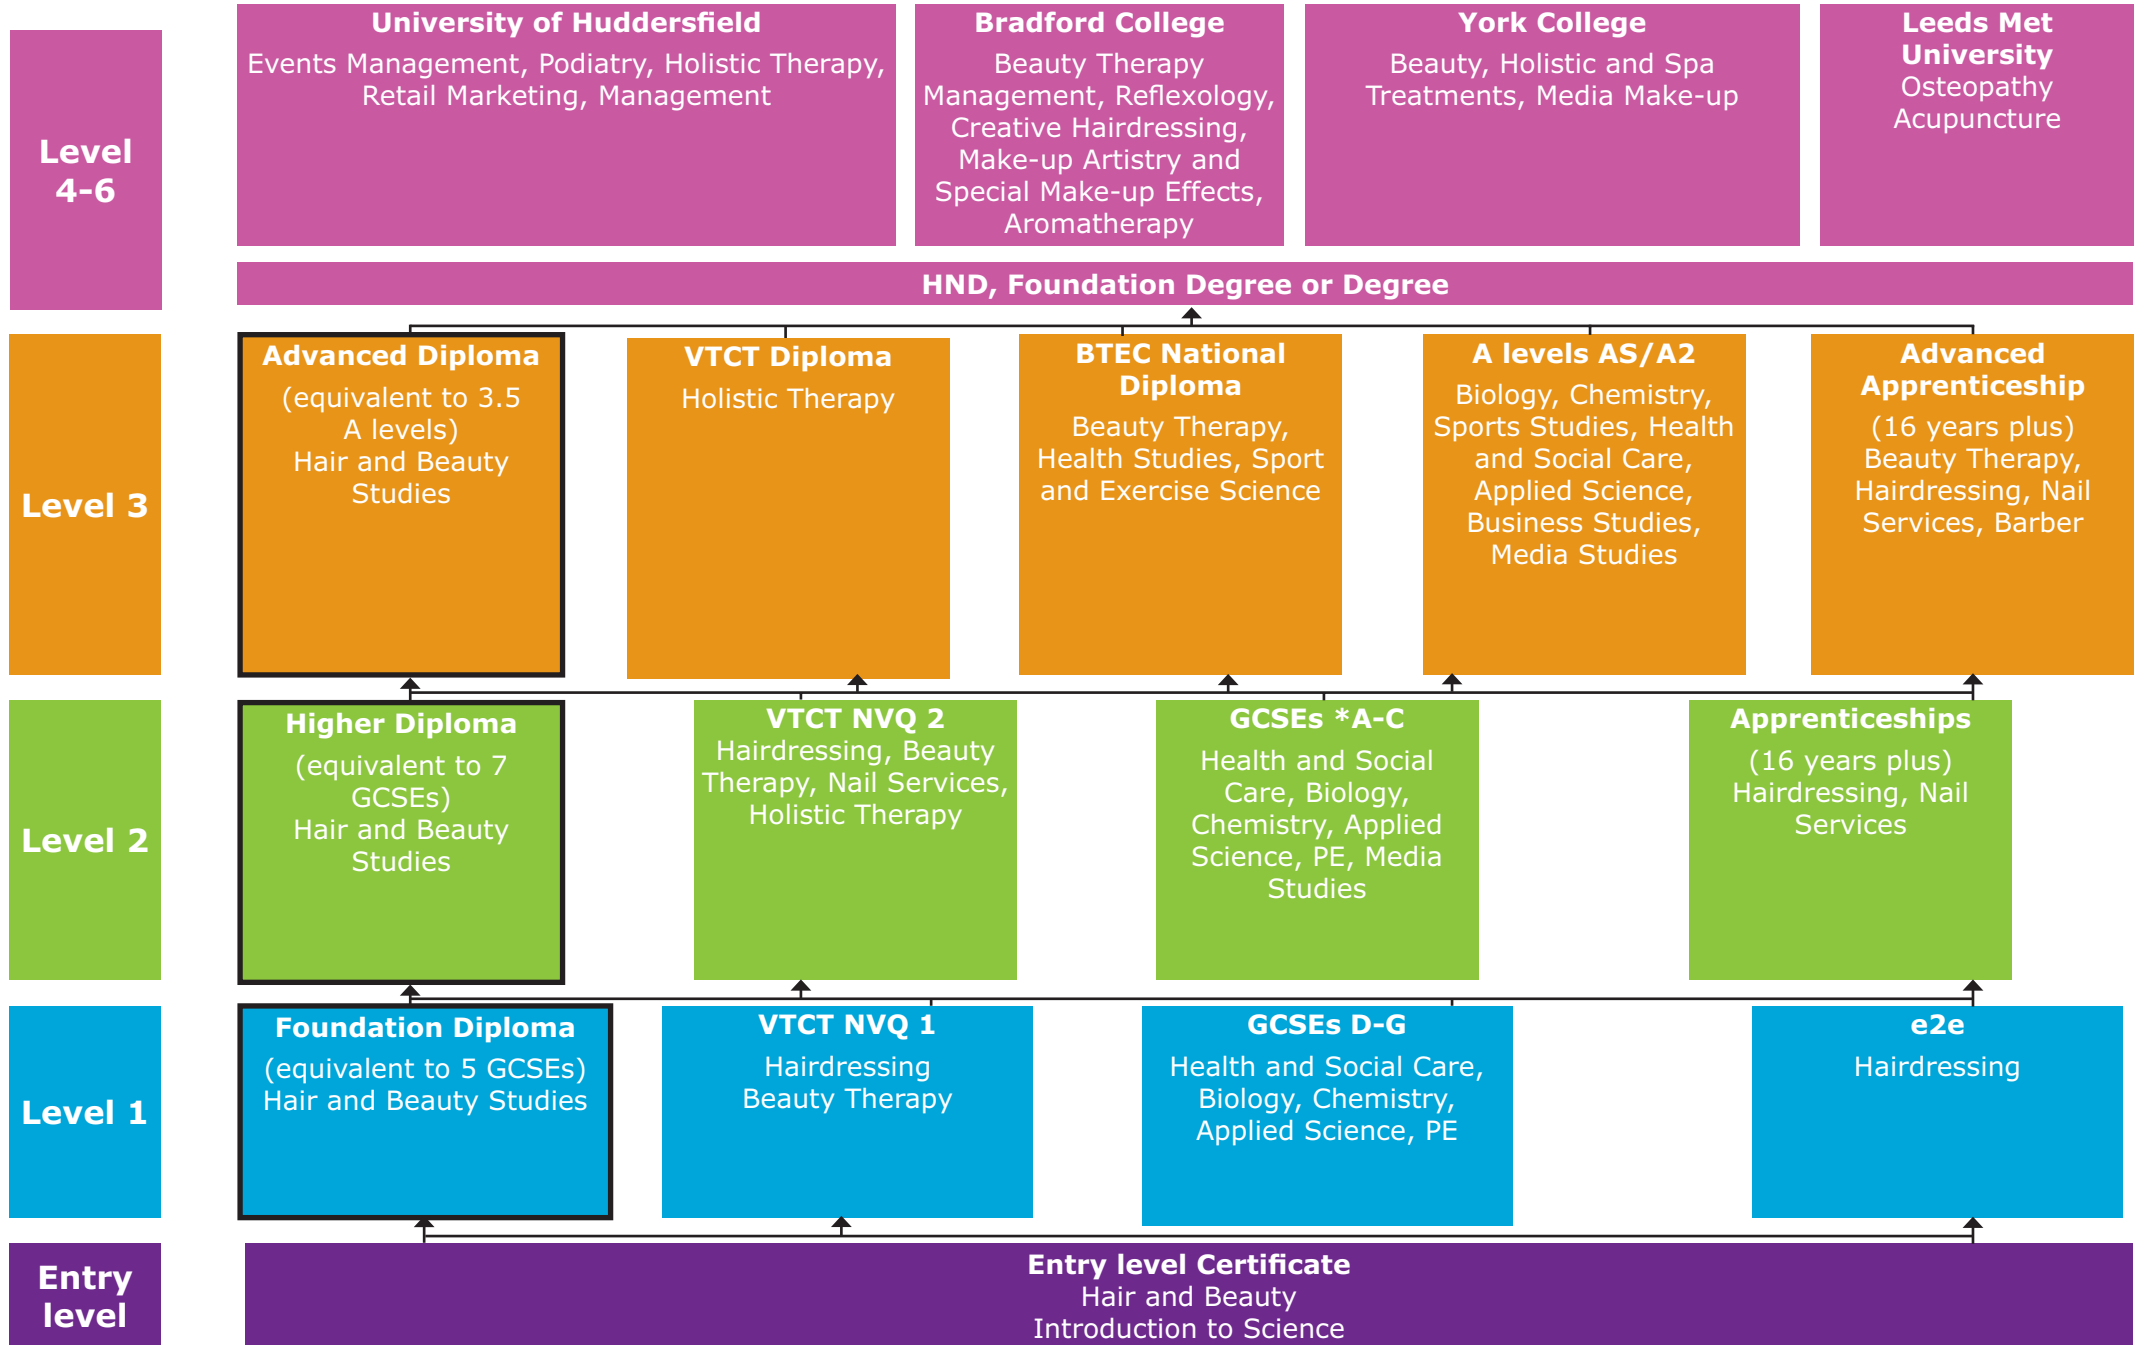 Level
4-6
University of Huddersfield
Events Management, Podiatry, Holistic Therapy,
Retail Marketing, Management
Bradford College
Beauty Therapy
Management, Reflexology,
Creative Hairdressing,
Make-up Artistry and
Special Make-up Effects,
Aromatherapy
York College
Beauty, Holistic and Spa
Treatments, Media Make-up
Leeds Met
University
Osteopathy
Acupuncture
HND, Foundation Degree or Degree
Level 3
Advanced Diploma
(equivalent to 3.5
A levels)
Hair and Beauty
Studies
VTCT Diploma
Holistic Therapy
BTEC National
Diploma
Beauty Therapy,
Health Studies, Sport
and Exercise Science
A levels AS/A2
Biology, Chemistry,
Sports Studies, Health
and Social Care,
Applied Science,
Business Studies,
Media Studies
Advanced
Apprenticeship
(16 years plus)
Beauty Therapy,
Hairdressing, Nail
Services, Barber
Level 2
Higher Diploma
(equivalent to 7
GCSEs)
Hair and Beauty
Studies
VTCT NVQ 2
Hairdressing, Beauty
Therapy, Nail Services,
Holistic Therapy
GCSEs *A-C
Health and Social
Care, Biology,
Chemistry, Applied
Science, PE, Media
Studies
Apprenticeships
(16 years plus)
Hairdressing, Nail
Services
Level 1
Foundation Diploma
(equivalent to 5 GCSEs)
Hair and Beauty Studies
VTCT NVQ 1
Hairdressing
Beauty Therapy
GCSEs D-G
Health and Social Care,
Biology, Chemistry,
Applied Science, PE
e2e
Hairdressing
Entry
level
Entry level Certificate
Hair and Beauty
Introduction to Science